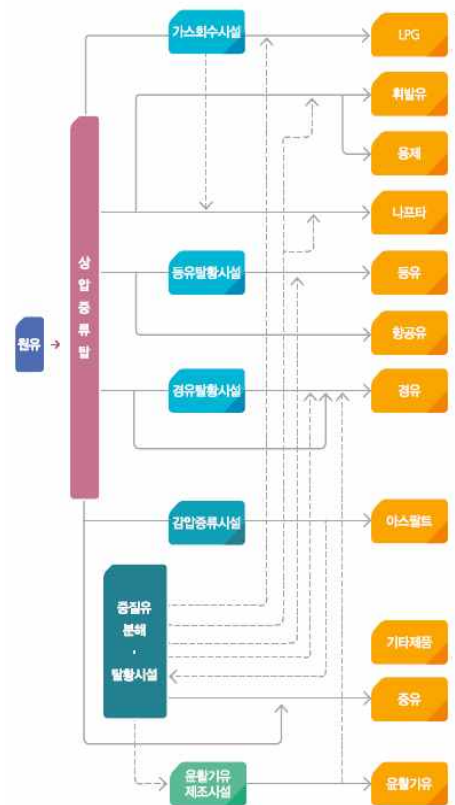 가스회수시설
LPG
휘발유
용제
나프타
상
압
증
류
탑
등유탈황시설
등유
항공유
원유
경유탈황시설
경유
감압증류시설
아스팔트
중질유
분해
·
탈황시설
기타제품
중유
윤활기유
제조시설
윤활기유